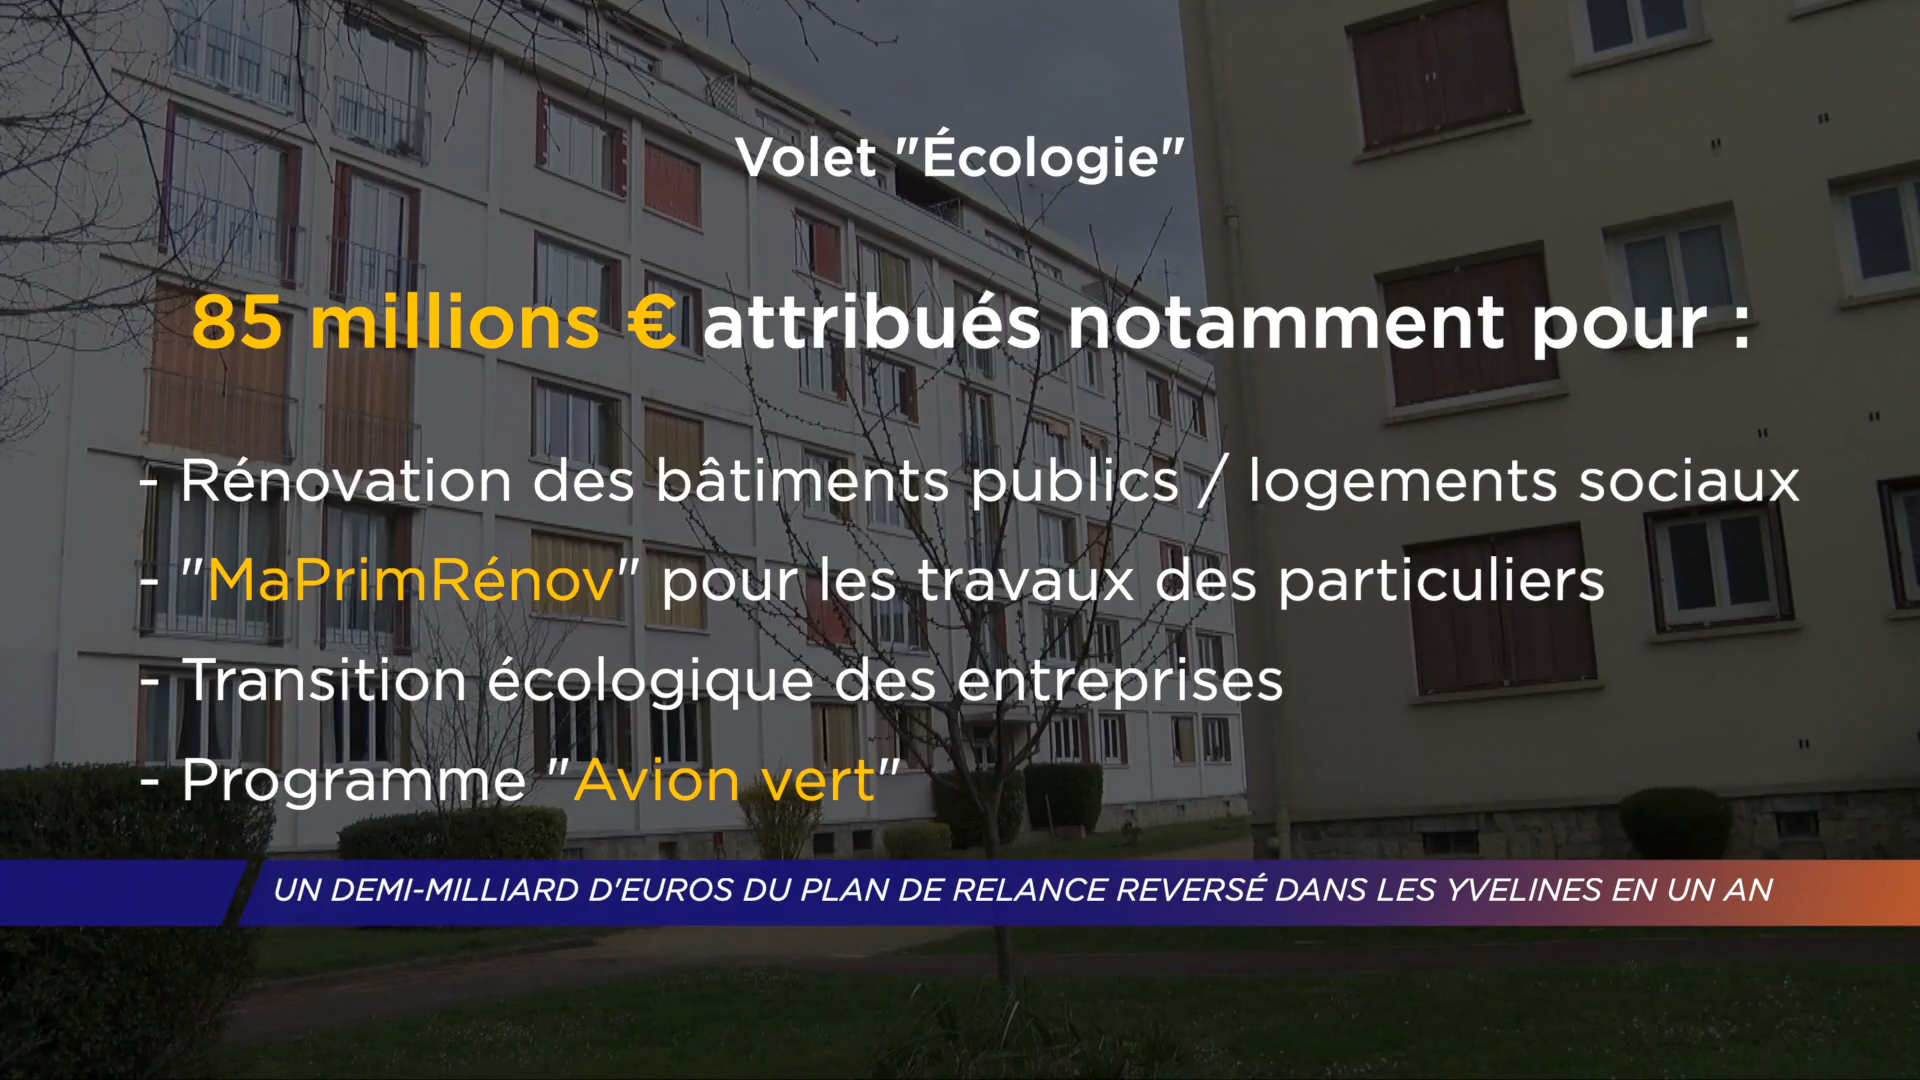 Volet "Écologie"
85 millions € attribués notamment pour :
- Rénovation des bâtiments publics / logements sociaux
- "MaPrimRénov" pour les travaux des particuliers
- Transition écologique des entreprises
- Programme "Avion vert"
UN DEMI-MILLIARD D'EUROS DU PLAN DE RELANCE REVERSÉ DANS LES YVELINES EN UN AN